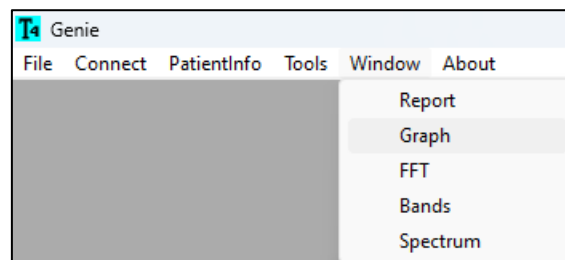 T4 Genie
File Connect PatientInfo Tools Window About
Report
Graph
FFT
Bands
Spectrum